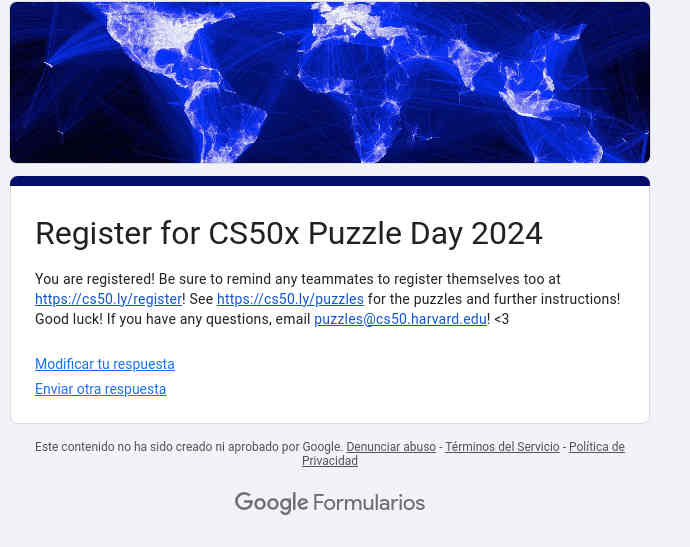 Register for CS50x Puzzle Day 2024
You are registered! Be sure to remind any teammates to register themselves too at
https://cs50.ly/register! See https://cs50.ly/puzzles for the puzzles and further instructions!
Good luck! If you have any questions, email puzzles@cs50.harvard.edu! <3
Modificar tu respuesta
Enviar otra respuesta
Este contenido no ha sido creado ni aprobado por Google. Denunciar abuso - Términos del Servicio - Política de
Privacidad
Google Formularios